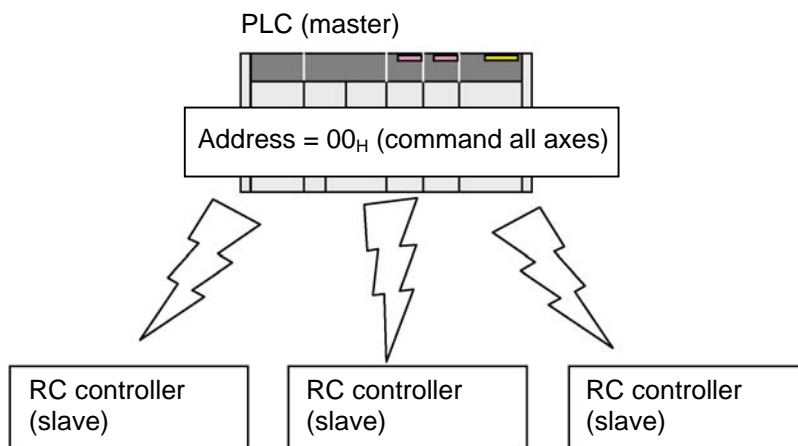 PLC (master)
Address = 00H (command all axes)
RC controller
(slave)
RC controller
(slave)
RC controller
(slave)